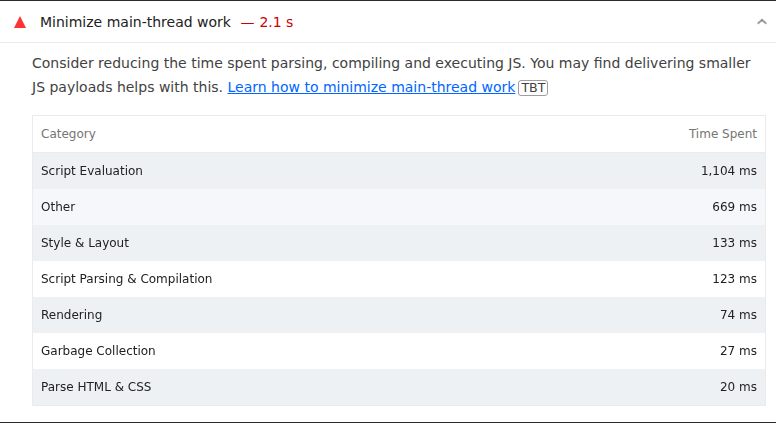 Minimize main-thread work — 2.1 s
Consider reducing the time spent parsing, compiling and executing JS. You may find delivering smaller
JS payloads helps with this. Learn how to minimize main-thread work TBT
Category Time Spent
Script Evaluation 1,104 ms
Other 669 ms
Style & Layout 133 ms
Script Parsing & Compilation 123 ms
Rendering 74 ms
Garbage Collection 27 ms
Parse HTML & CSS 20 ms